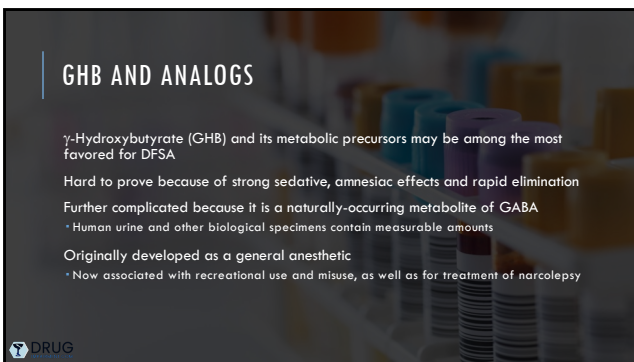 GHB AND ANALOGS
γ-Hydroxybutyrate (GHB) and its metabolic precursors may be among the most
favored for DFSA
Hard to prove because of strong sedative, amnesiac effects and rapid elimination
Further complicated because it is a naturally-occurring metabolite of GABA
• Human urine and other biological specimens contain measurable amounts
Originally developed as a general anesthetic
• Now associated with recreational use and misuse, as well as for treatment of narcolepsy
DRUG